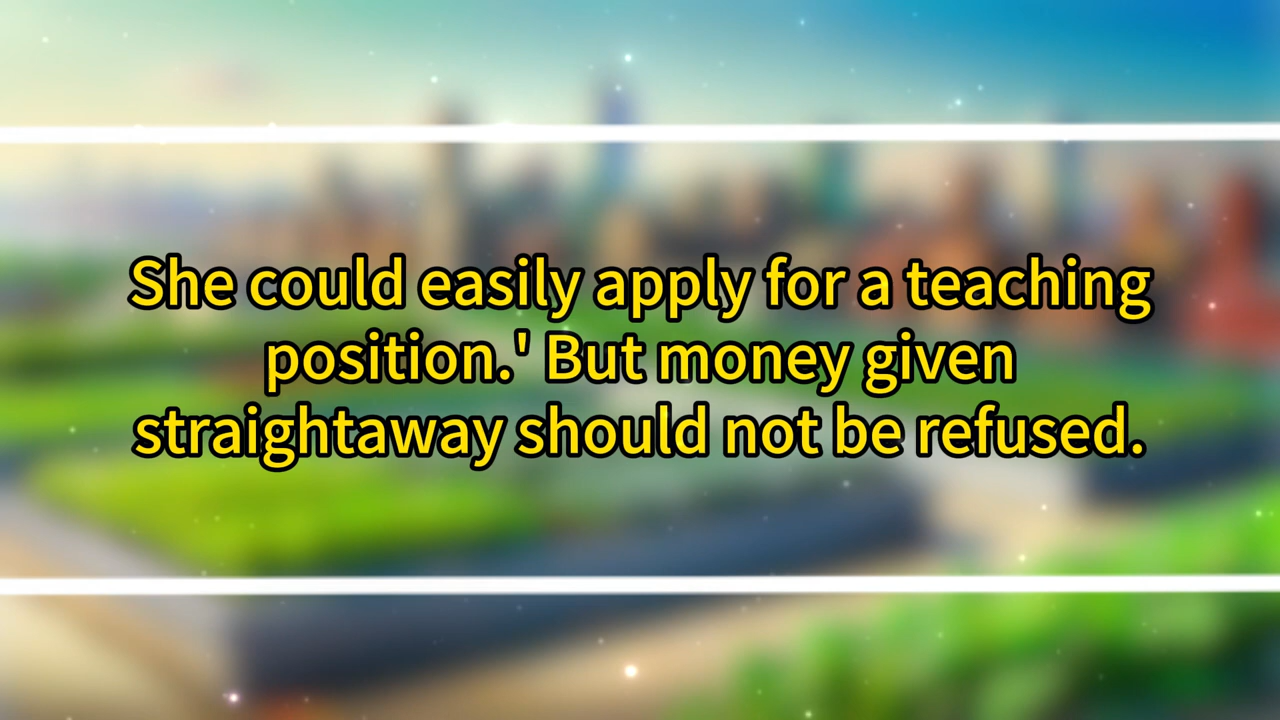 She could easily apply for a teaching
position.' But money given
straightaway should not be refused.